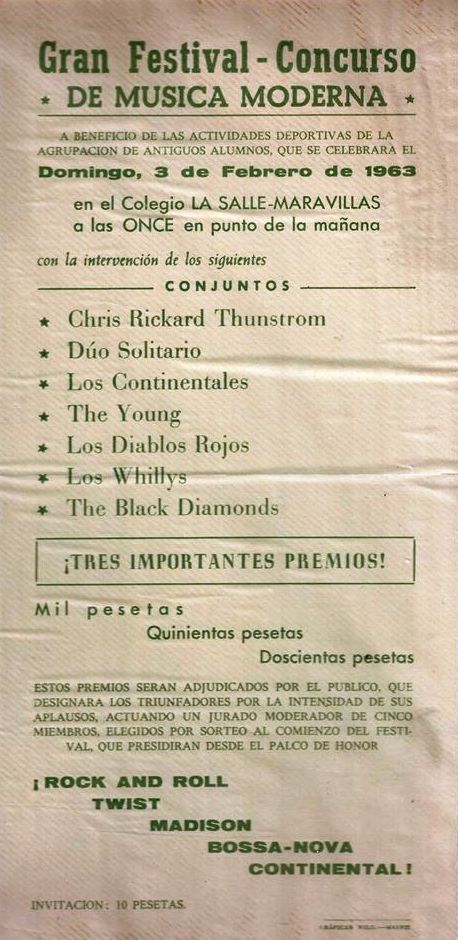 Gran Festival - Concurso
★ DE MUSICA MODERNA ★
A BENEFICIO DE LAS ACTIVIDADES DEPORTIVAS DE LA
AGRUPACION DE ANTIGUOS ALUMNOS, QUE SE CELEBRARA EL
Domingo, 3 de Febrero de 1963
en el Colegio LA SALLE-MARAVILLAS
a las ONCE en punto de la mañana
con la intervención de los siguientes
CONJUNTOS
★ Chris Rickard Thunstrom
★ Dúo Solitario
★ Los Continentales
★ The Young
★ Los Diablos Rojos
★ Los Whillys
★ The Black Diamonds
¡TRES IMPORTANTES PREMIOS!
Mil pesetas
Quinientas pesetas
Doscientas pesetas
ESTOS PREMIOS SERAN ADJUDICADOS POR EL PUBLICO, QUE
DESIGNARA LOS TRIUNFADORES POR LA INTENSIDAD DE SUS
APLAUSOS, ACTUANDO UN JURADO MODERADOR DE CINCO
MIEMBROS, ELEGIDOS POR SORTEO AL COMIENZO DEL FESTI-
VAL, QUE PRESIDIRAN DESDE EL PALCO DE HONOR
¡ROCK AND ROLL
TWIST
MADISON
BOSSA-NOVA
CONTINENTAL!
INVITACION: 10 PESETAS.
GRÁFICAS